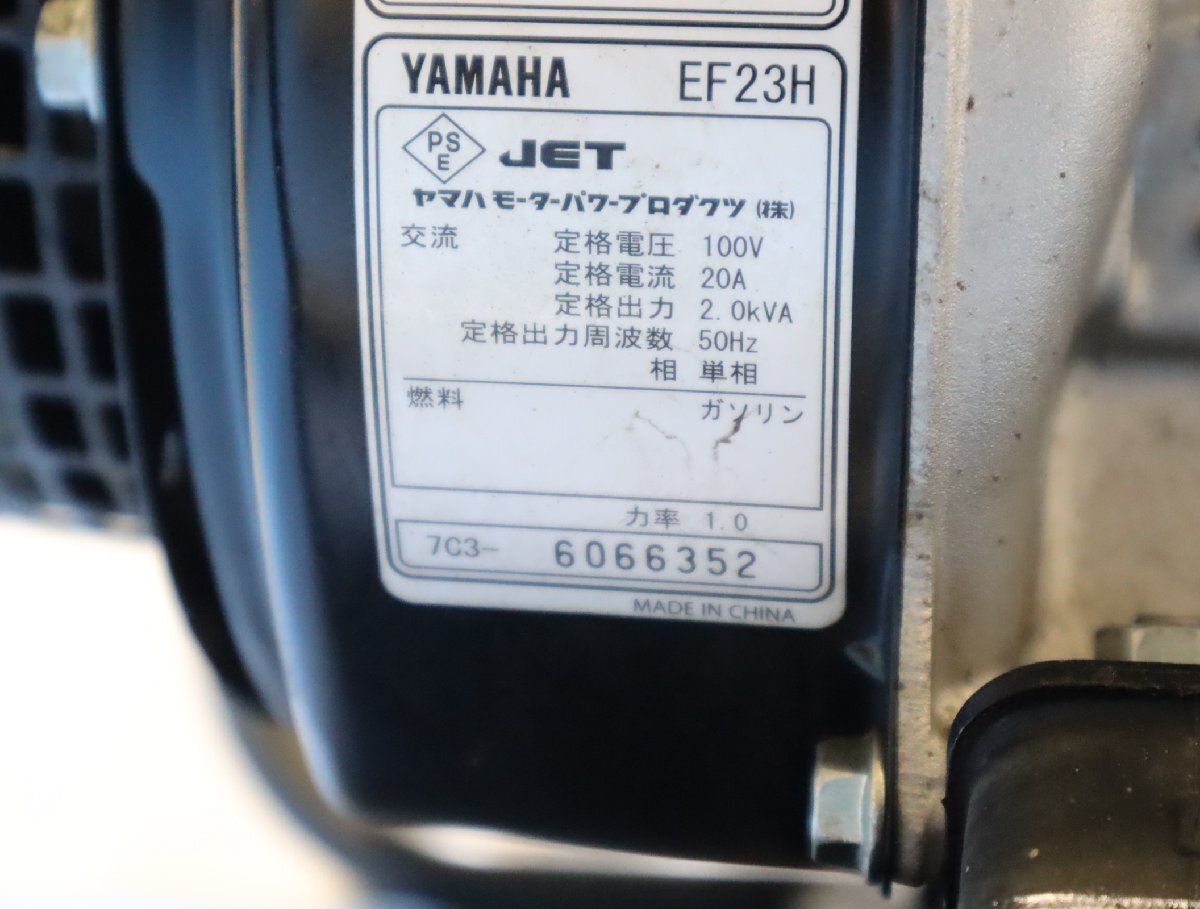 YAMAHA EF23H
PS E JET
ヤマハモーターパワープロダクツ(株)
交流 定格電圧 100V
定格電流 20A
定格出力 2.0kVA
定格出力周波数 50Hz
相 単相
燃料 ガソリン
力率 1.0
7C3- 6066352
MADE IN CHINA